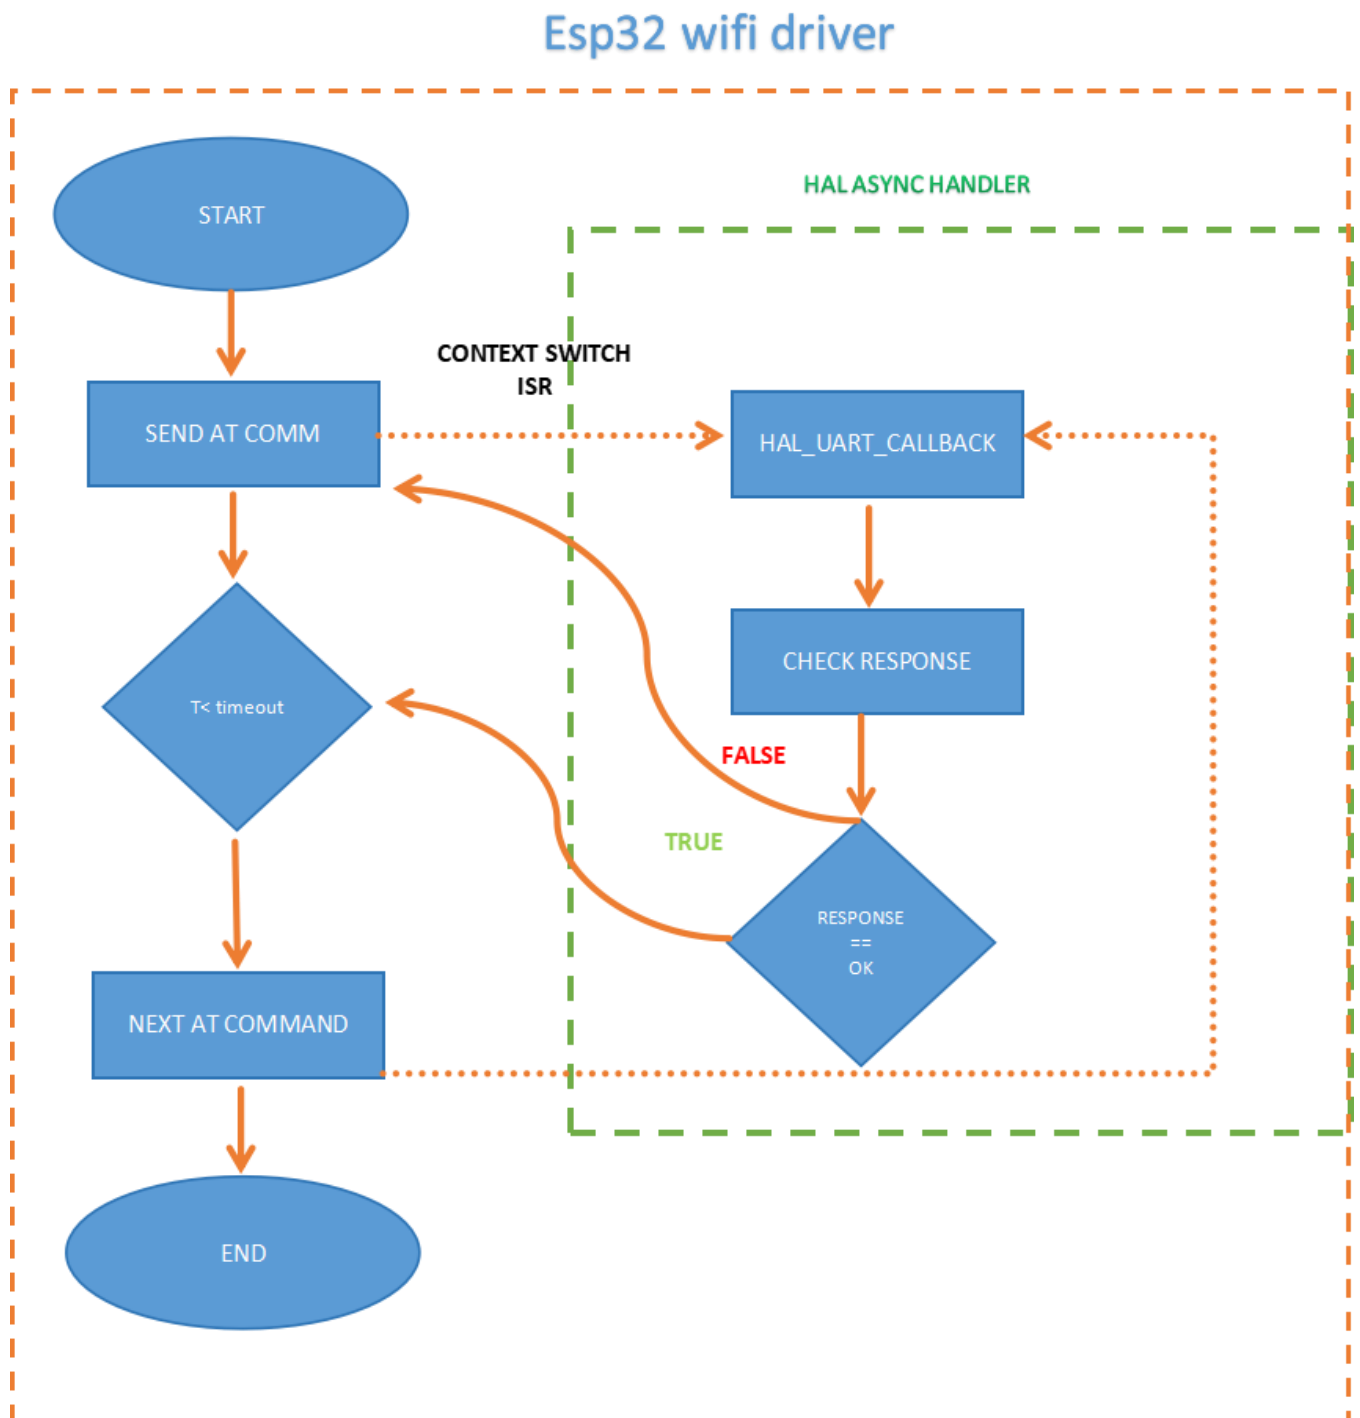 Esp32 wifi driver
HAL ASYNC HANDLER
START
CONTEXT SWITCH
ISR
SEND AT COMM
HAL_UART_CALLBACK
CHECK RESPONSE
T< timeout
FALSE
TRUE
RESPONSE
==
OK
NEXT AT COMMAND
END